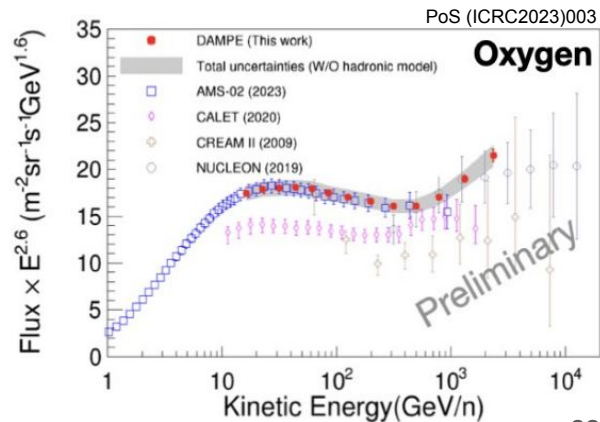 PoS (ICRC2023)003
Oxygen
DAMPE (This work)
Total uncertainties (W/O hadronic model)
AMS-02 (2023)
CALET (2020)
CREAM II (2009)
NUCLEON (2019)
Preliminary
Flux × E^2.6 (m^-2sr^-1s^-1GeV^1.6)
35
30
25
20
15
10
5
0
1 10 10^2 10^3 10^4
Kinetic Energy(GeV/n)